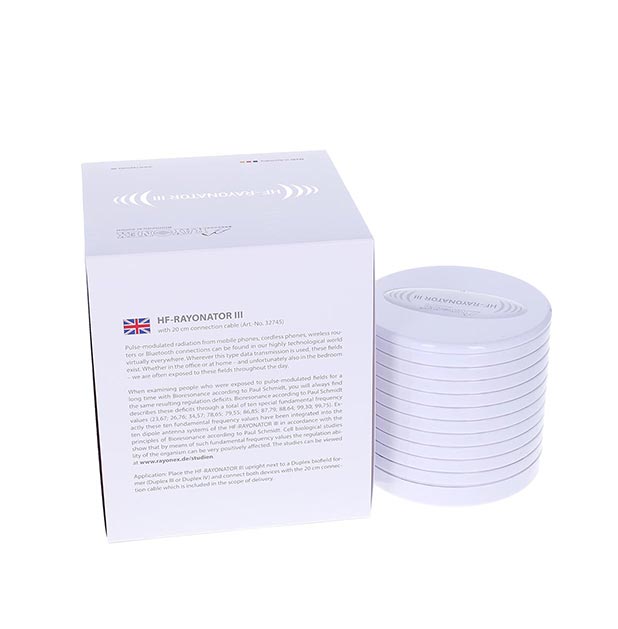 HF-RAYONATOR III
HF-RAYONATOR III
with 20 cm connection cable (Art.-No. 32745)
Pulse-modulated radiation from mobile phones, cordless phones, wireless rou-
ters or Bluetooth connections can be found in our highly technological world
virtually everywhere. Wherever this type data transmission is used, these fields
exist. Whether in the office or at home - and unfortunately also in the bedroom
– we are often exposed to these fields throughout the day.
When examining people who were exposed to pulse-modulated fields for a
long time with Bioresonance according to Paul Schmidt, you will always find
the same resulting regulation deficits. Bioresonance according to Paul Schmidt
describes these deficits through a total of ten special fundamental frequency
values (23,67; 26,76; 34,57; 78,65; 79,55; 86,85; 87,79; 88,64; 99,30; 99,75). Ex-
actly these ten fundamental frequency values have been integrated into the
ten dipole antenna systems of the HF-RAYONATOR III in accordance with the
principles of Bioresonance according to Paul Schmidt. Cell biological studies
show that by means of such fundamental frequency values the regulation abi-
lity of the organism can be very positively affected. The studies can be viewed
at www.rayonex.de/studien.
Application: Place the HF-RAYONATOR III upright next to a Duplex biofield for-
mer (Duplex III or Duplex IV) and connect both devices with the 20 cm connec-
tion cable which is included in the scope of delivery.
HF-RAYONATOR III